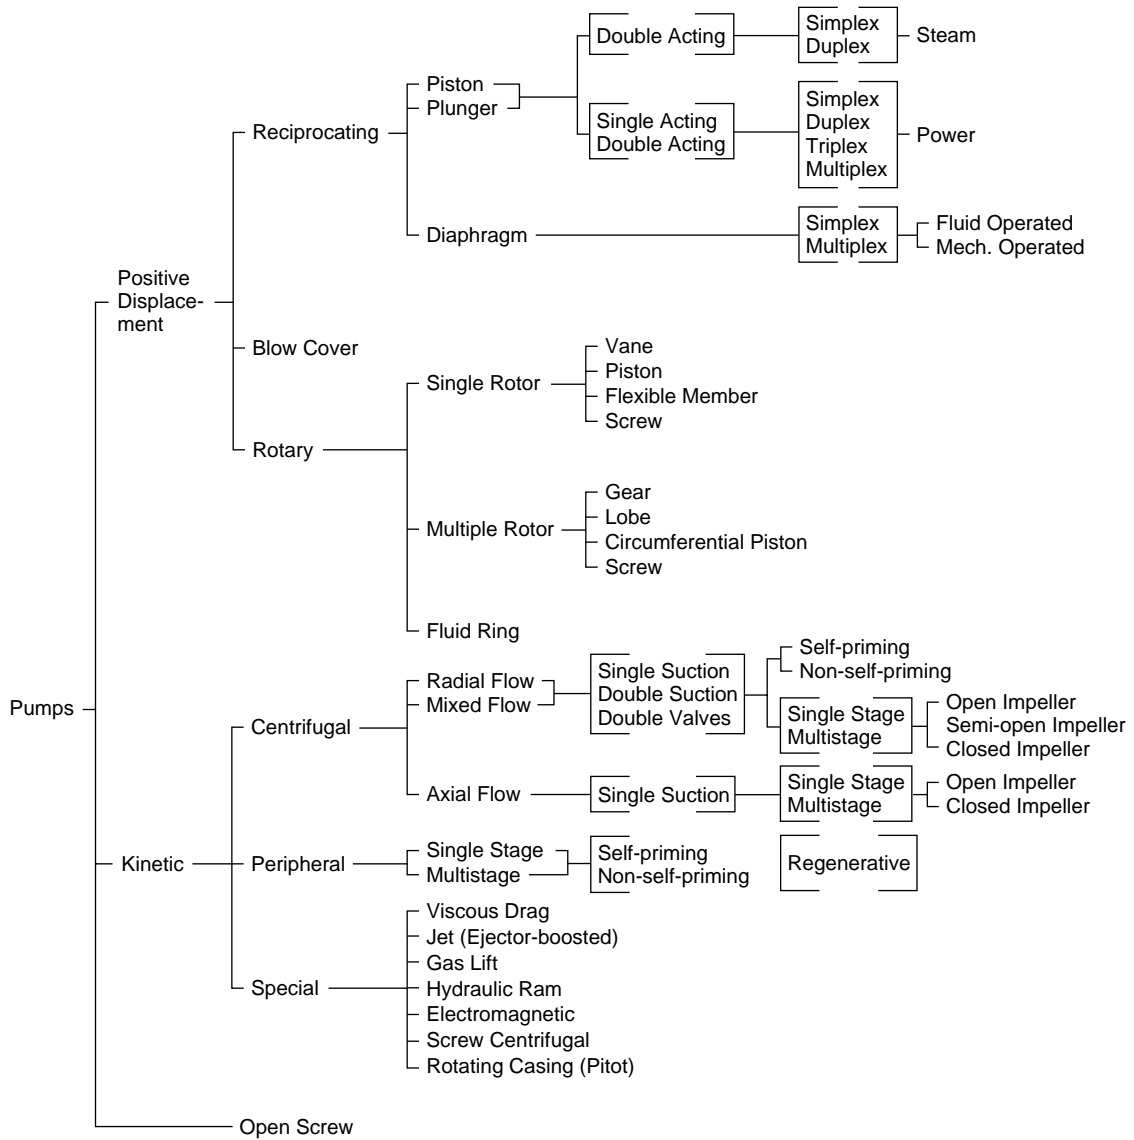 Double Acting
Simplex
Duplex
Steam
Piston
Plunger
Reciprocating
Single Acting
Double Acting
Simplex
Duplex
Triplex
Multiplex
Power
Diaphragm
Simplex
Multiplex
Fluid Operated
Mech. Operated
Positive
Displace-
ment
Blow Cover
Single Rotor
Vane
Piston
Flexible Member
Screw
Rotary
Multiple Rotor
Gear
Lobe
Circumferential Piston
Screw
Fluid Ring
Pumps
Centrifugal
Radial Flow
Mixed Flow
Single Suction
Double Suction
Double Valves
Self-priming
Non-self-priming
Single Stage
Multistage
Open Impeller
Semi-open Impeller
Closed Impeller
Axial Flow
Single Suction
Single Stage
Multistage
Open Impeller
Closed Impeller
Kinetic
Peripheral
Single Stage
Multistage
Self-priming
Non-self-priming
Regenerative
Special
Viscous Drag
Jet (Ejector-boosted)
Gas Lift
Hydraulic Ram
Electromagnetic
Screw Centrifugal
Rotating Casing (Pitot)
Open Screw